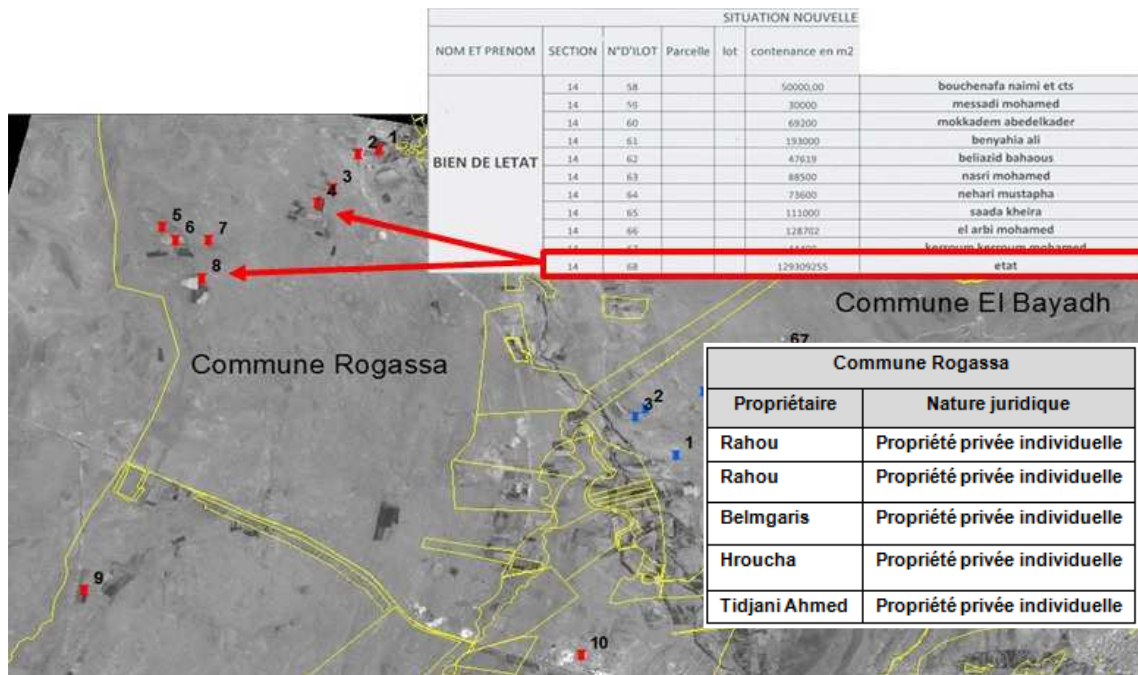 SITUATION NOUVELLE
NOM ET PRENOM SECTION N°D'ILOT Parcelle lot contenance en m2
BIEN DE LETAT
14 58 50000,00 bouchenafa naimi et cts
14 59 30000 messadi mohamed
14 60 69200 mokkadem abedelkader
14 61 193000 benyahia ali
14 62 47619 beliazid bahaous
14 63 88500 nasri mohamed
14 64 73600 nehari mustapha
14 65 111000 saada kheira
14 66 128702 el arbi mohamed
14 67 kerroum kerroum mohamed
14 68 129309255 etat
1
2
3
4
5
6
7
8
Commune El Bayadh
67
Commune Rogassa
2
3
1
9
10
Commune Rogassa
Propriétaire Nature juridique
Rahou Propriété privée individuelle
Rahou Propriété privée individuelle
Belmgaris Propriété privée individuelle
Hroucha Propriété privée individuelle
Tidjani Ahmed Propriété privée individuelle